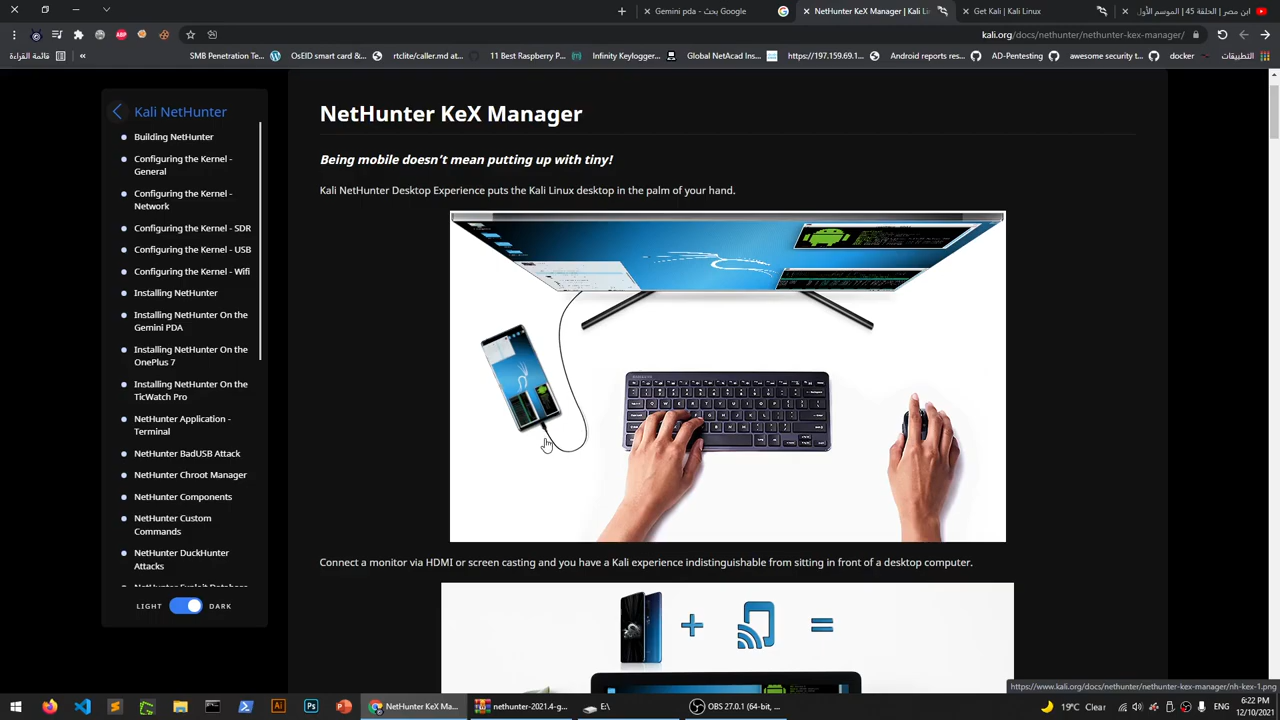 Gemini pda - بحث Google
NetHunter KeX Manager | Kali Li
Get Kali | Kali Linux
ابن مصر | الحلقة 45 | الموسم الأول
kali.org/docs/nethunter/nethunter-kex-manager/
قائمة القراءة
«
SMB Penetration Te...
OsEID smart card &...
rtclite/caller.md at...
11 Best Raspberry P...
Infinity Keylogger...
Global NetAcad Ins...
https://197.159.69.1...
Android reports res...
AD-Pentesting
awesome security t...
docker
التطبيقات
Kali NetHunter
Building NetHunter
Configuring the Kernel -
General
Configuring the Kernel -
Network
Configuring the Kernel - SDR
Configuring the Kernel - USB
Configuring the Kernel - Wifi
Installing NetHunter
Installing NetHunter On the
Gemini PDA
Installing NetHunter On the
OnePlus 7
Installing NetHunter On the
TicWatch Pro
NetHunter Application -
Terminal
NetHunter BadUSB Attack
NetHunter Chroot Manager
NetHunter Components
NetHunter Custom
Commands
NetHunter DuckHunter
Attacks
NetHunter Exploit Database
LIGHT DARK
NetHunter KeX Manager
Being mobile doesn't mean putting up with tiny!
Kali NetHunter Desktop Experience puts the Kali Linux desktop in the palm of your hand.
Connect a monitor via HDMI or screen casting and you have a Kali experience indistinguishable from sitting in front of a desktop computer.
https://www.kali.org/docs/nethunter/nethunter-kex-manager/nh-kex-1.png
NetHunter KeX Ma...
nethunter-2021.4-g...
E:\
OBS 27.0.1 (64-bit, ...
19°C Clear
ENG
6:22 PM
12/10/2021